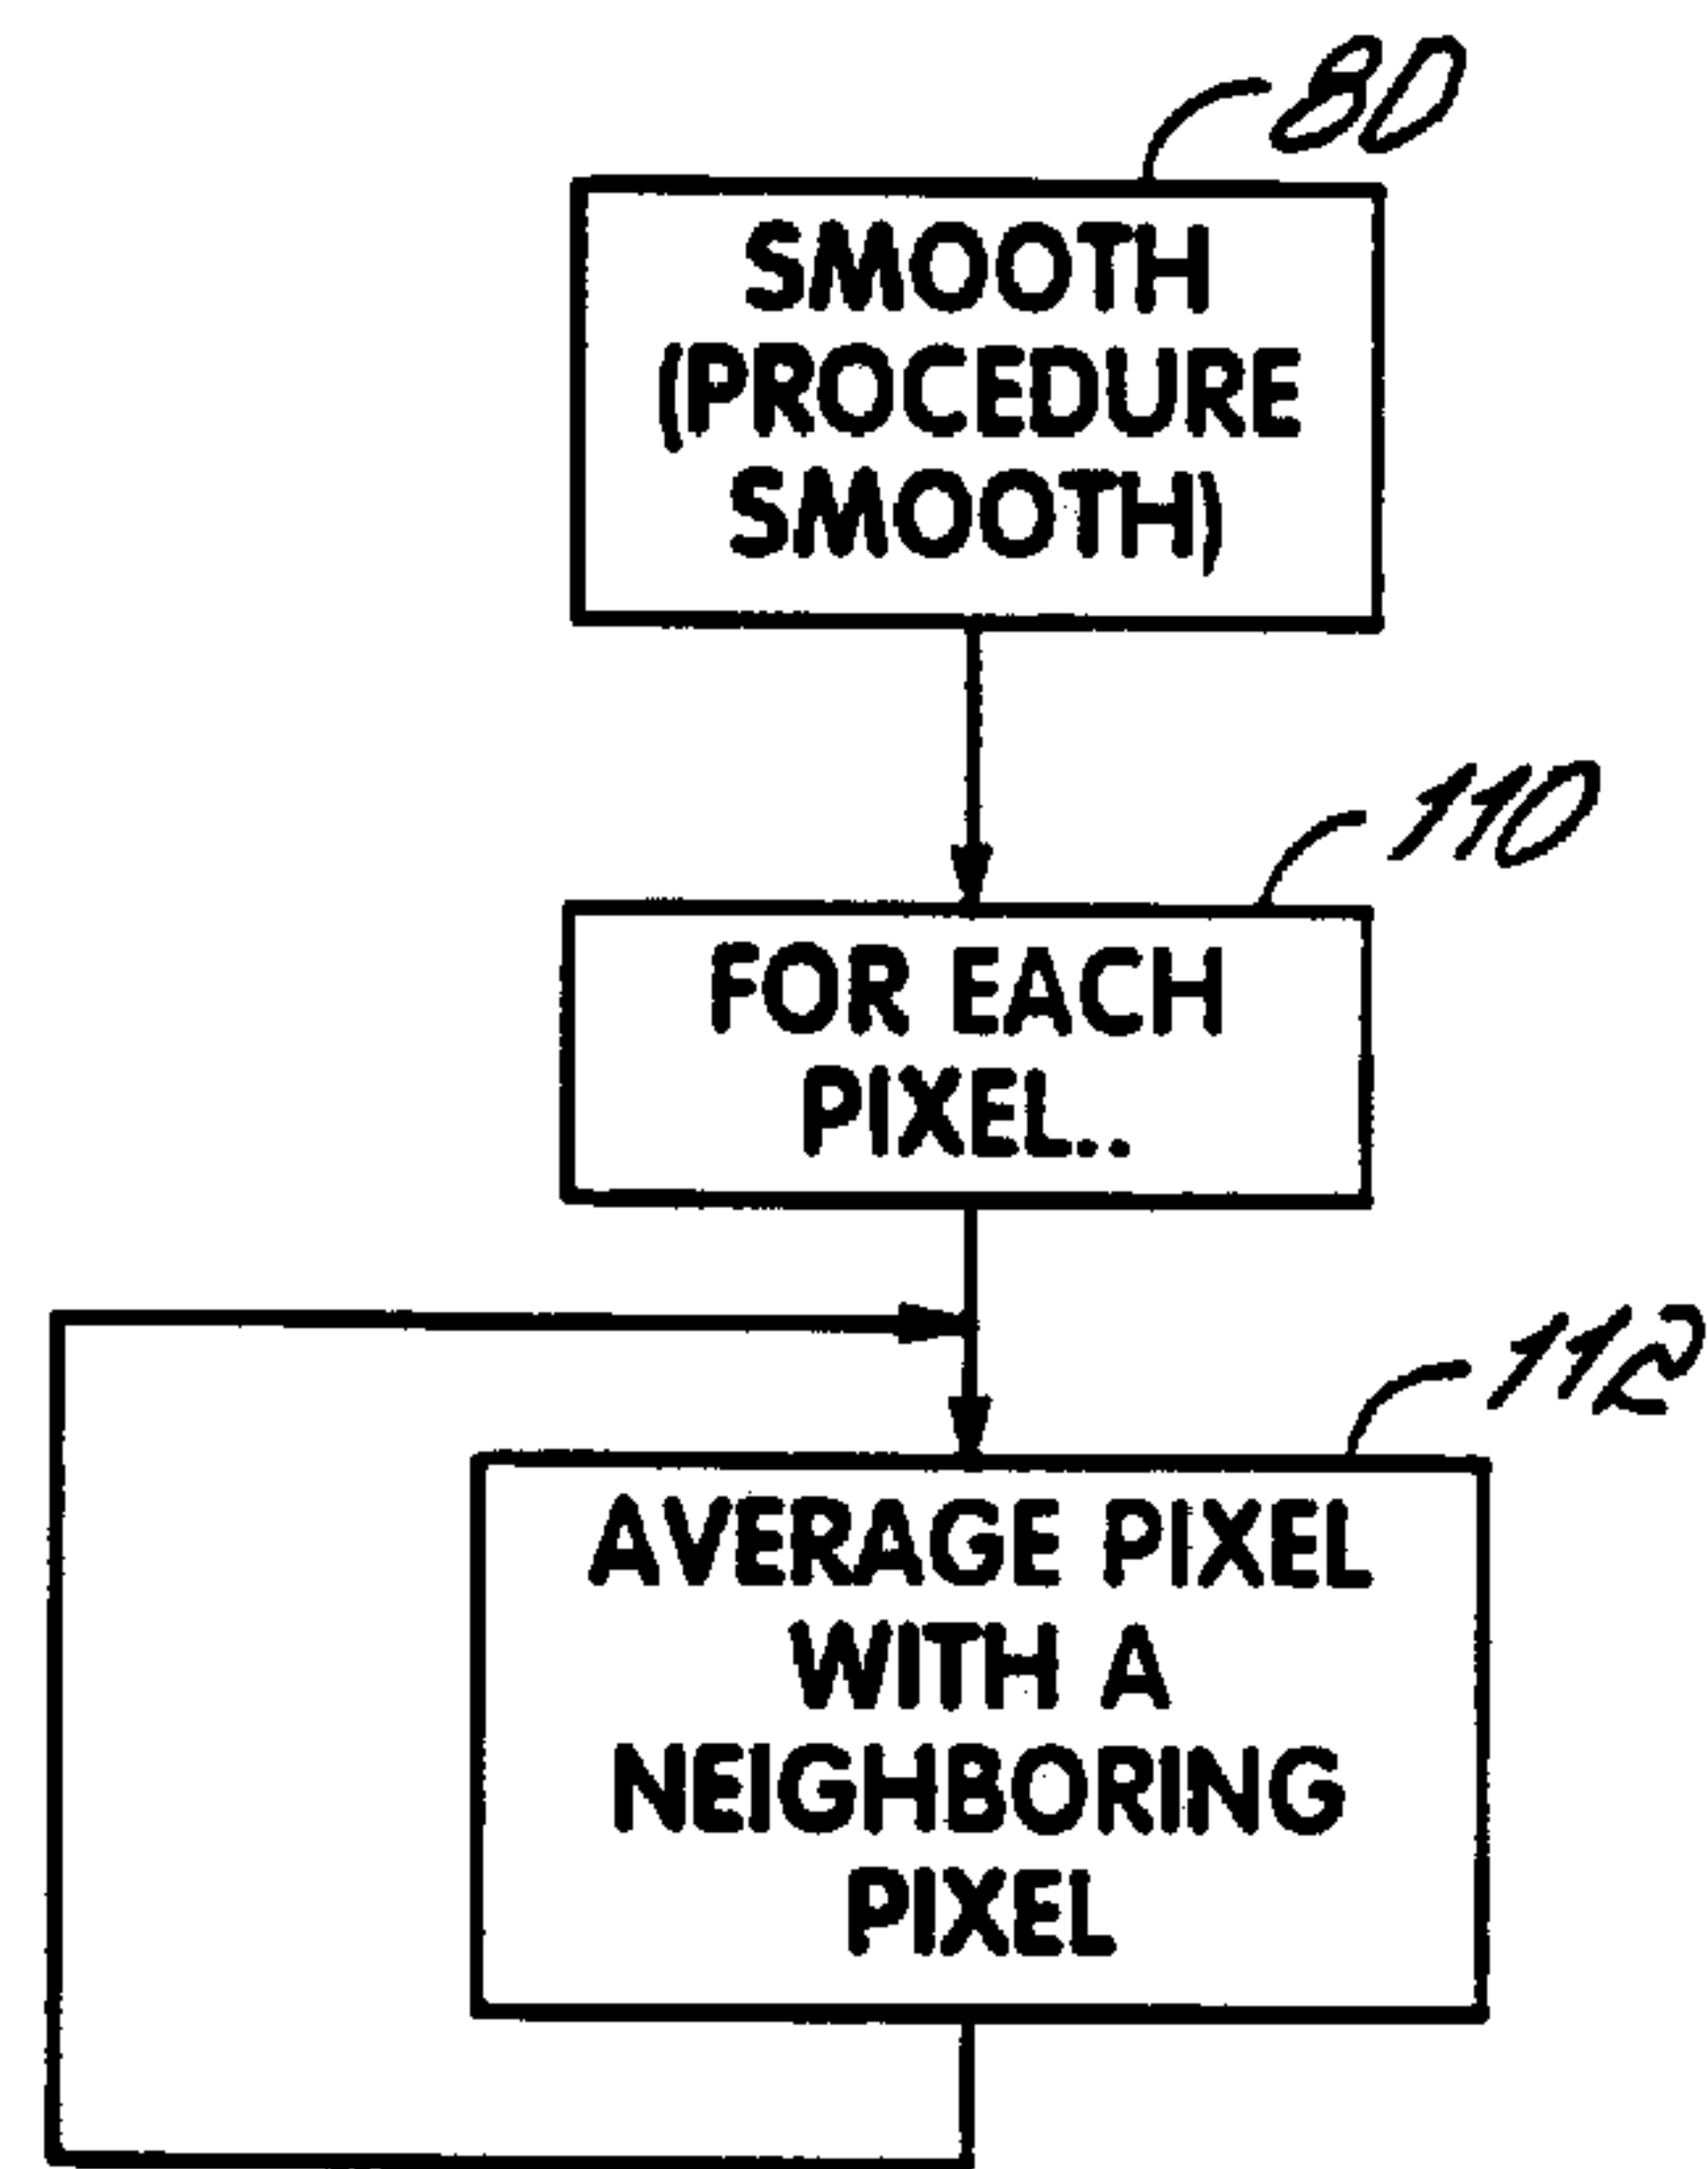 80
SMOOTH
(PROCEDURE
SMOOTH)
110
FOR EACH
PIXEL..
112
AVERAGE PIXEL
WITH A
NEIGHBORING
PIXEL